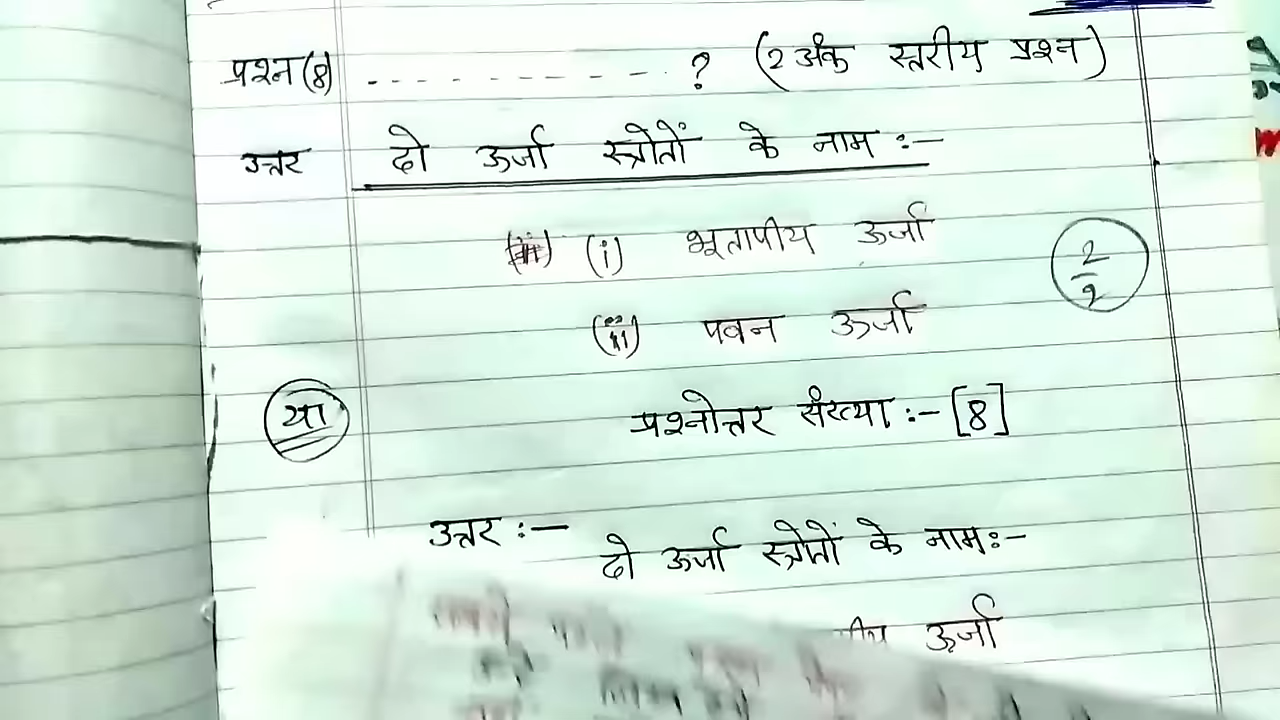 प्रश्न(8) - - - - - - - - - - ? (2 अंक स्तरीय प्रश्न)
उत्तर दो ऊर्जा स्त्रोतों के नाम :-
(i) भूतापीय ऊर्जा
2/2
(ii) पवन ऊर्जा
या
प्रश्नोत्तर संख्या :- [8]
उत्तर :-
दो ऊर्जा स्त्रोतों के नाम:-
ऊर्जा